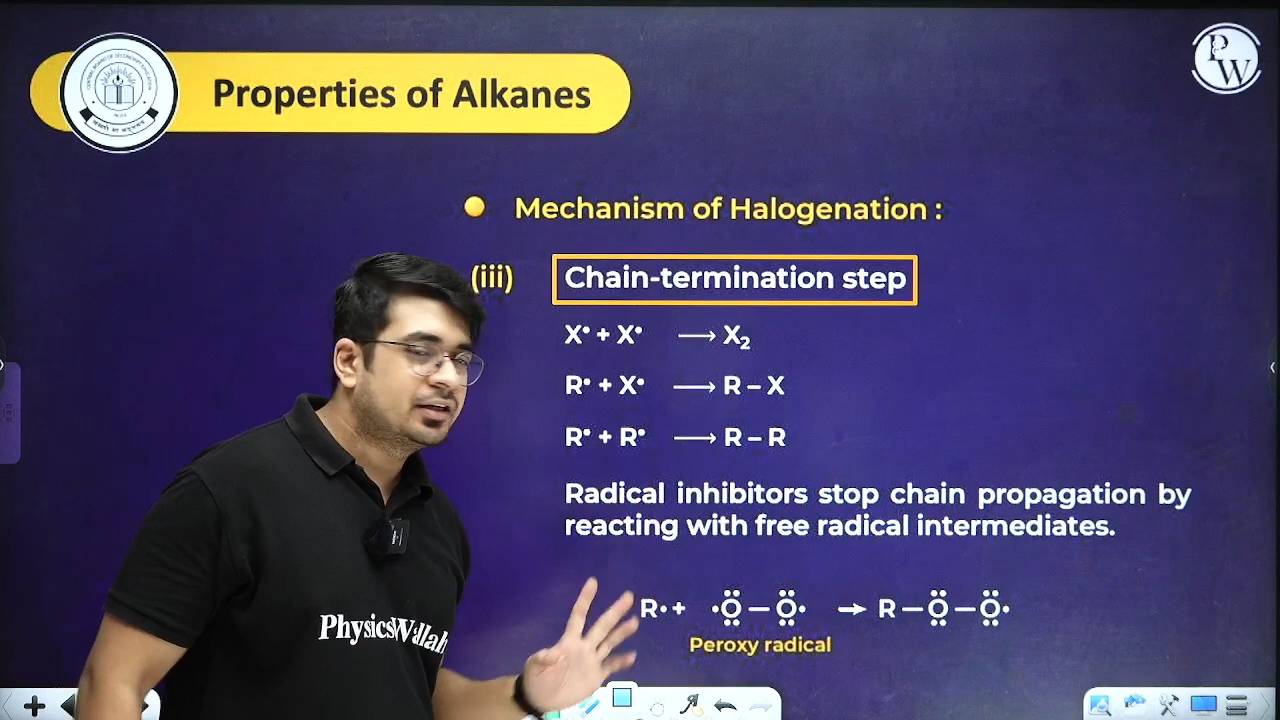 Properties of Alkanes
PW
Mechanism of Halogenation :
(iii) Chain-termination step
X• + X• ⟶ X₂
R• + X• ⟶ R – X
R• + R• ⟶ R – R
Radical inhibitors stop chain propagation by
reacting with free radical intermediates.
R• + •Ö – Ö• → R – Ö – Ö•
Peroxy radical
PhysicsWallah